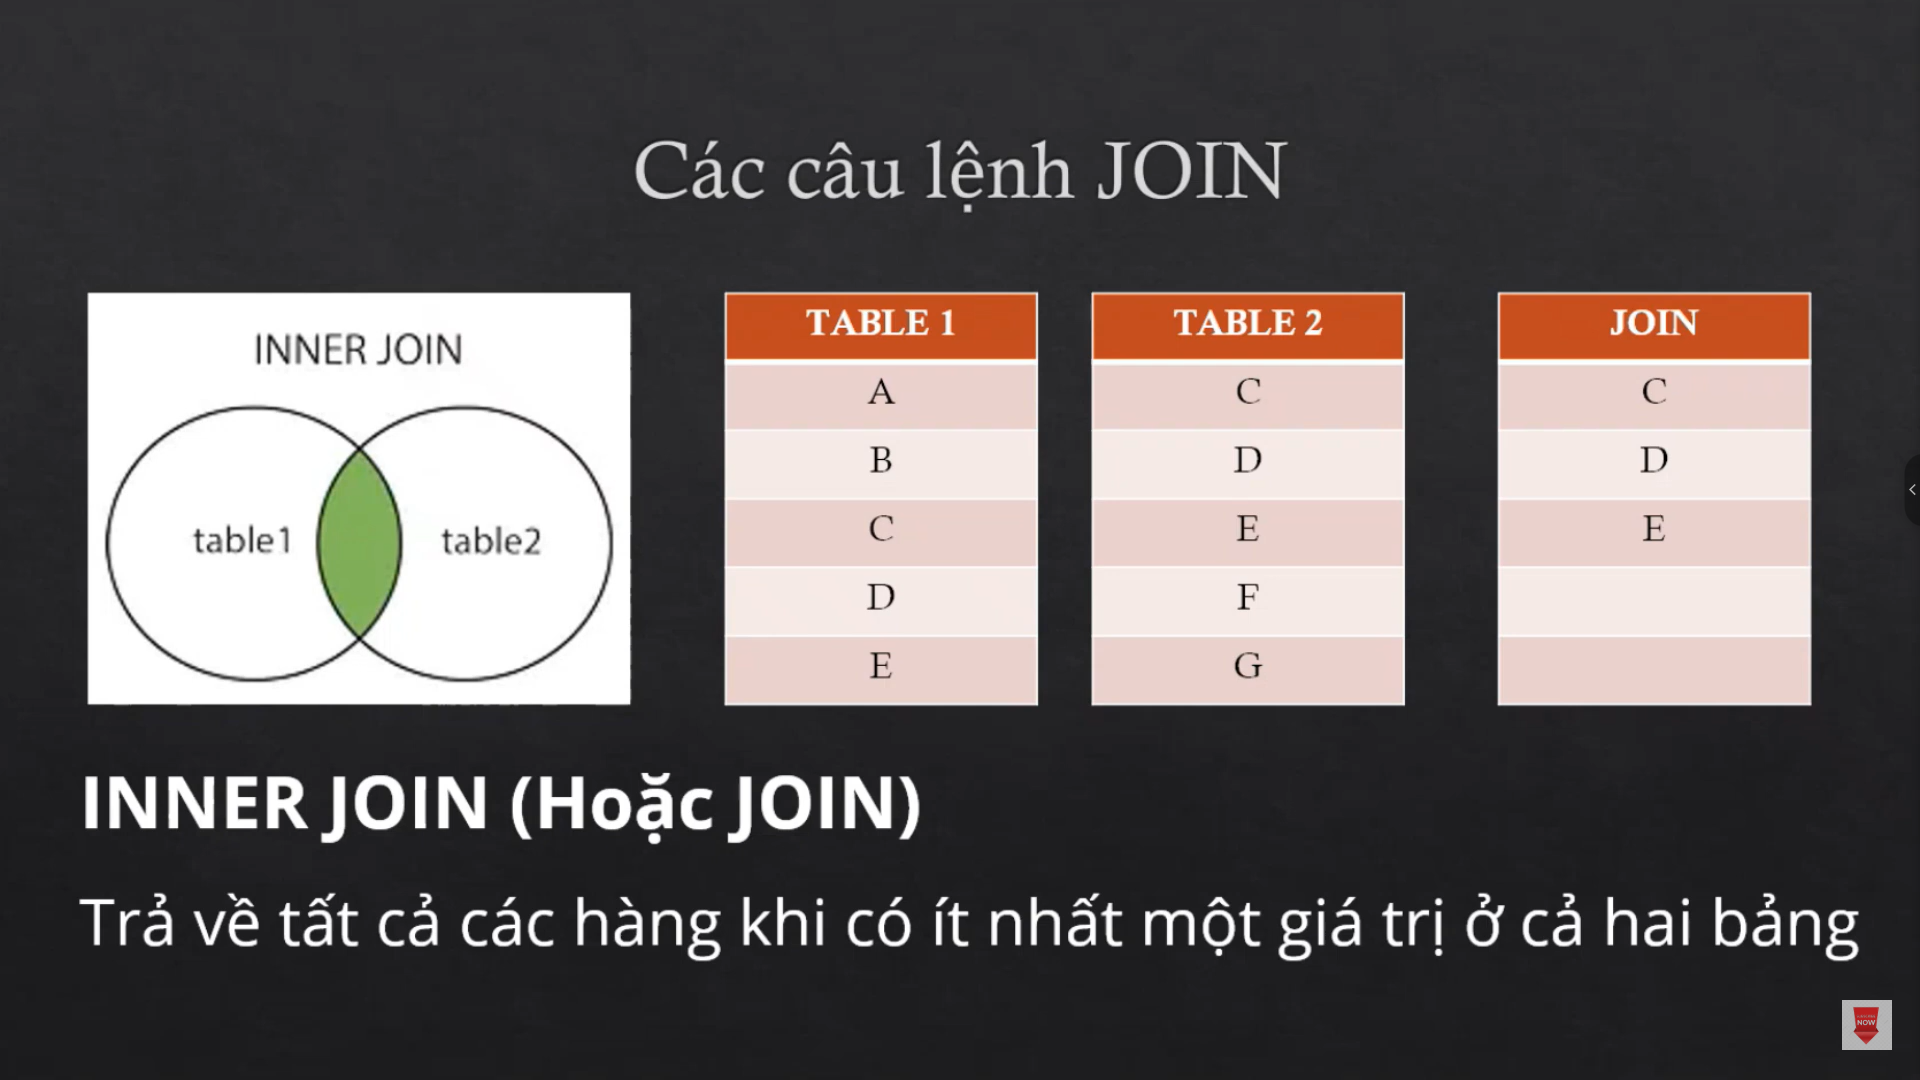 Các câu lệnh JOIN
INNER JOIN
table1
table2
TABLE 1
A
B
C
D
E
TABLE 2
C
D
E
F
G
JOIN
C
D
E
INNER JOIN (Hoặc JOIN)
Trả về tất cả các hàng khi có ít nhất một giá trị ở cả hai bảng
NOW